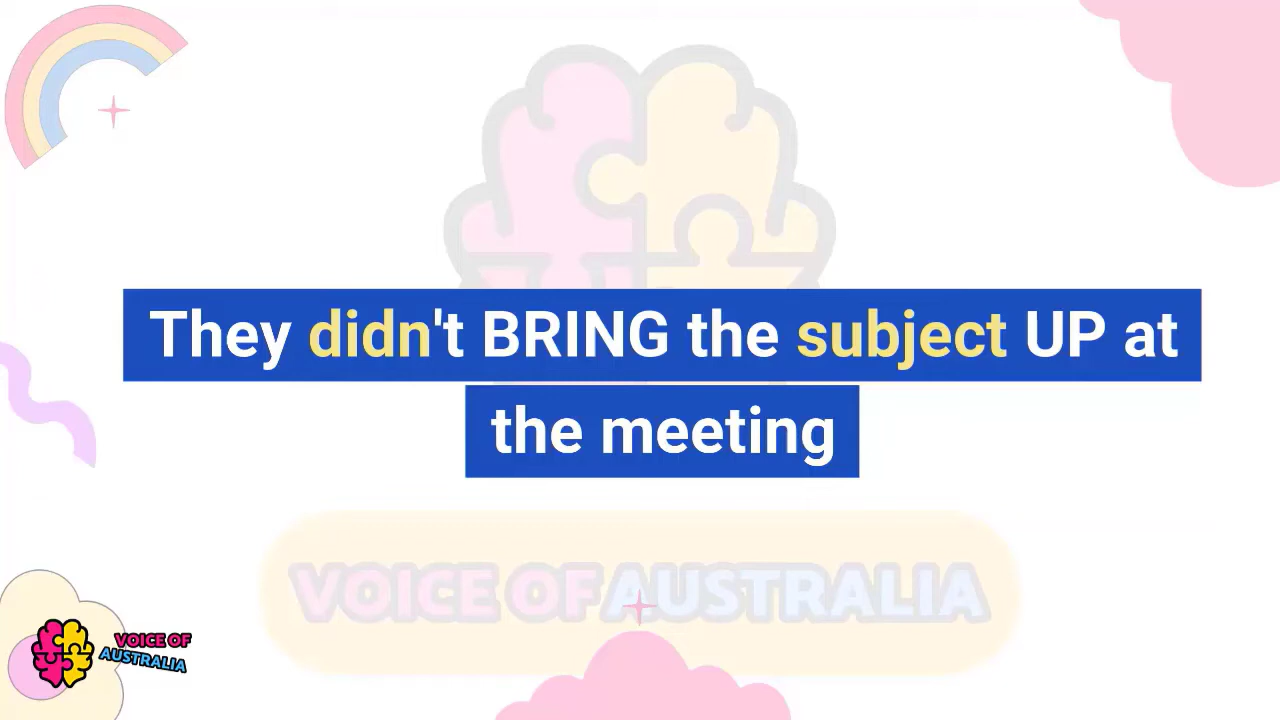 They didn't BRING the subject UP at
the meeting
VOICE OF AUSTRALIA
VOICE OF
AUSTRALIA